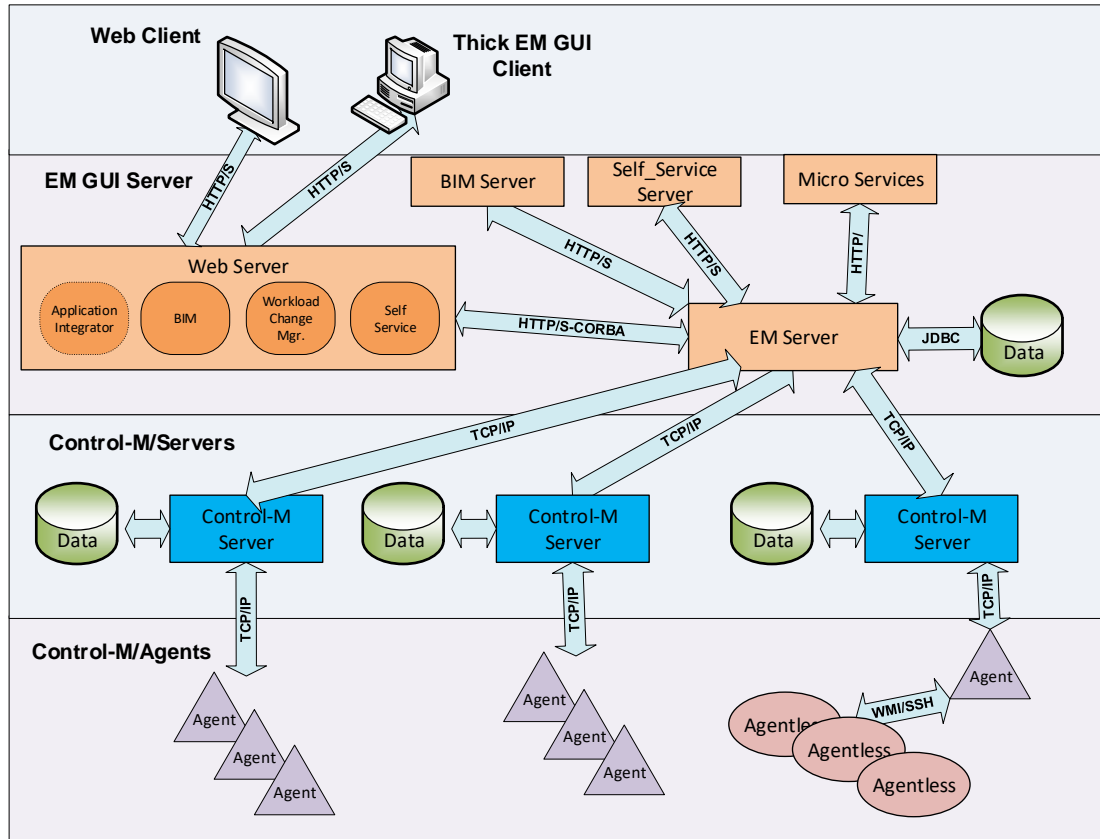 Web Client
Thick EM GUI
Client
HTTP/S
HTTP/S
EM GUI Server
BIM Server
Self_Service
Server
Micro Services
HTTP/S
HTTP/S
HTTP/
Web Server
Application
Integrator
BIM
Workload
Change
Mgr.
Self
Service
HTTP/S-CORBA
EM Server
JDBC
Data
Control-M/Servers
TCP/IP
TCP/IP
TCP/IP
Data
Control-M
Server
Data
Control-M
Server
Data
Control-M
Server
TCP/IP
TCP/IP
TCP/IP
Control-M/Agents
Agent
Agent
Agent
Agent
Agent
Agent
Agent
WMI/SSH
Agentless
Agentless
Agentless